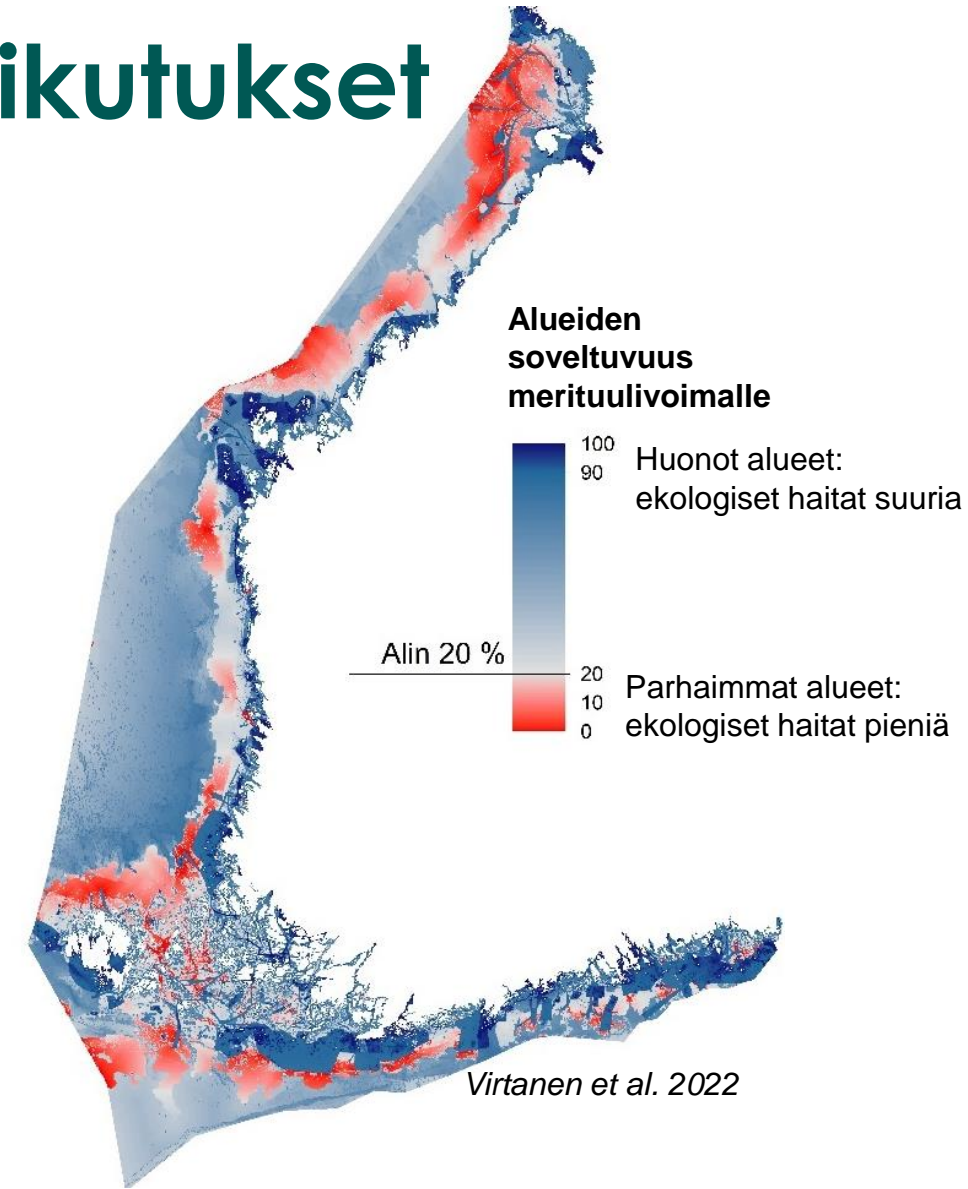 ikutukset
Alueiden
soveltuvuus
merituulivoimalle
100
90
Huonot alueet:
ekologiset haitat suuria
Alin 20 %
20
10
0
Parhaimmat alueet:
ekologiset haitat pieniä
Virtanen et al. 2022